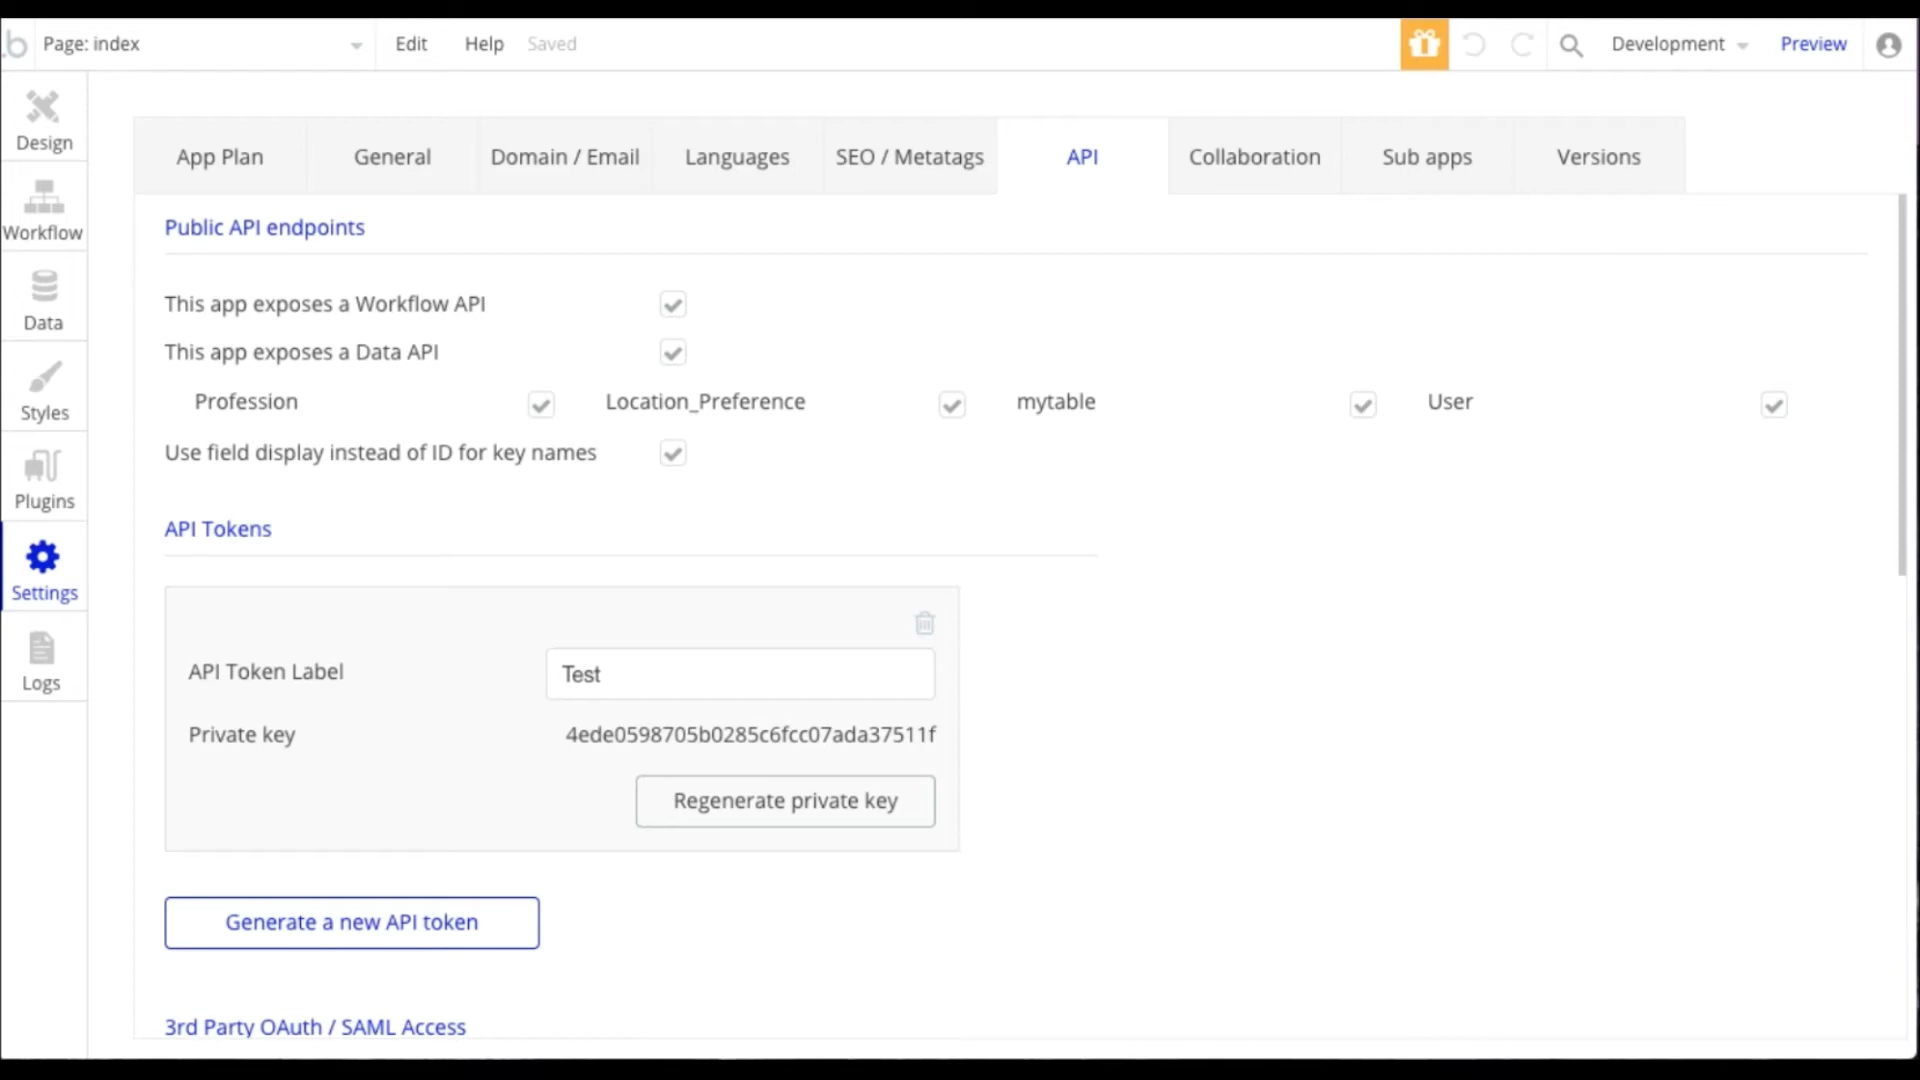 .b Page: index Edit Help Saved Development Preview
Design
Workflow
Data
Styles
Plugins
Settings
Logs
App Plan General Domain / Email Languages SEO / Metatags API Collaboration Sub apps Versions
Public API endpoints
This app exposes a Workflow API
This app exposes a Data API
Profession Location_Preference mytable User
Use field display instead of ID for key names
API Tokens
API Token Label Test
Private key 4ede0598705b0285c6fcc07ada37511f
Regenerate private key
Generate a new API token
3rd Party OAuth / SAML Access